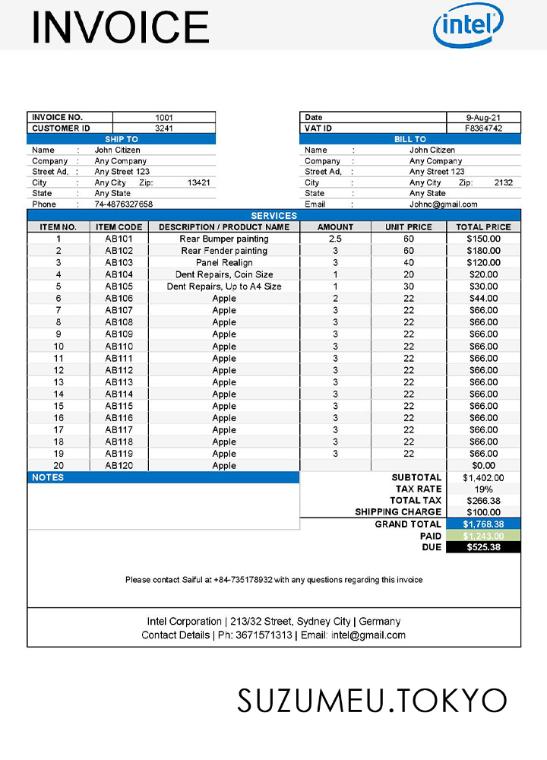 INVOICE
intel
INVOICE NO. 1001
CUSTOMER ID 3241
Date 9-Aug-21
VAT ID F8364742
SHIP TO
Name : John Citizen
Company : Any Company
Street Ad. : Any Street 123
City : Any City Zip: 13421
State : Any State
Phone : 74-4876327658
BILL TO
Name : John Citizen
Company : Any Company
Street Ad. : Any Street 123
City : Any City Zip: 2132
State : Any State
Email : Johnc@gmail.com
SERVICES
ITEM NO. ITEM CODE DESCRIPTION / PRODUCT NAME AMOUNT UNIT PRICE TOTAL PRICE
1 AB101 Rear Bumper painting 2.5 60 $150.00
2 AB102 Rear Fender painting 3 60 $180.00
3 AB103 Panel Realign 3 40 $120.00
4 AB104 Dent Repairs, Coin Size 1 20 $20.00
5 AB105 Dent Repairs, Up to A4 Size 1 30 $30.00
6 AB106 Apple 2 22 $44.00
7 AB107 Apple 3 22 $66.00
8 AB108 Apple 3 22 $66.00
9 AB109 Apple 3 22 $66.00
10 AB110 Apple 3 22 $66.00
11 AB111 Apple 3 22 $66.00
12 AB112 Apple 3 22 $66.00
13 AB113 Apple 3 22 $66.00
14 AB114 Apple 3 22 $66.00
15 AB115 Apple 3 22 $66.00
16 AB116 Apple 3 22 $66.00
17 AB117 Apple 3 22 $66.00
18 AB118 Apple 3 22 $66.00
19 AB119 Apple 3 22 $66.00
20 AB120 Apple $0.00
NOTES
SUBTOTAL $1,402.00
TAX RATE 19%
TOTAL TAX $266.38
SHIPPING CHARGE $100.00
GRAND TOTAL $1,768.38
PAID $1,243.00
DUE $525.38
Please contact Saiful at +84-735178932 with any questions regarding this invoice
Intel Corporation | 213/32 Street, Sydney City | Germany
Contact Details | Ph: 3671571313 | Email: intel@gmail.com
SUZUMEU.TOKYO